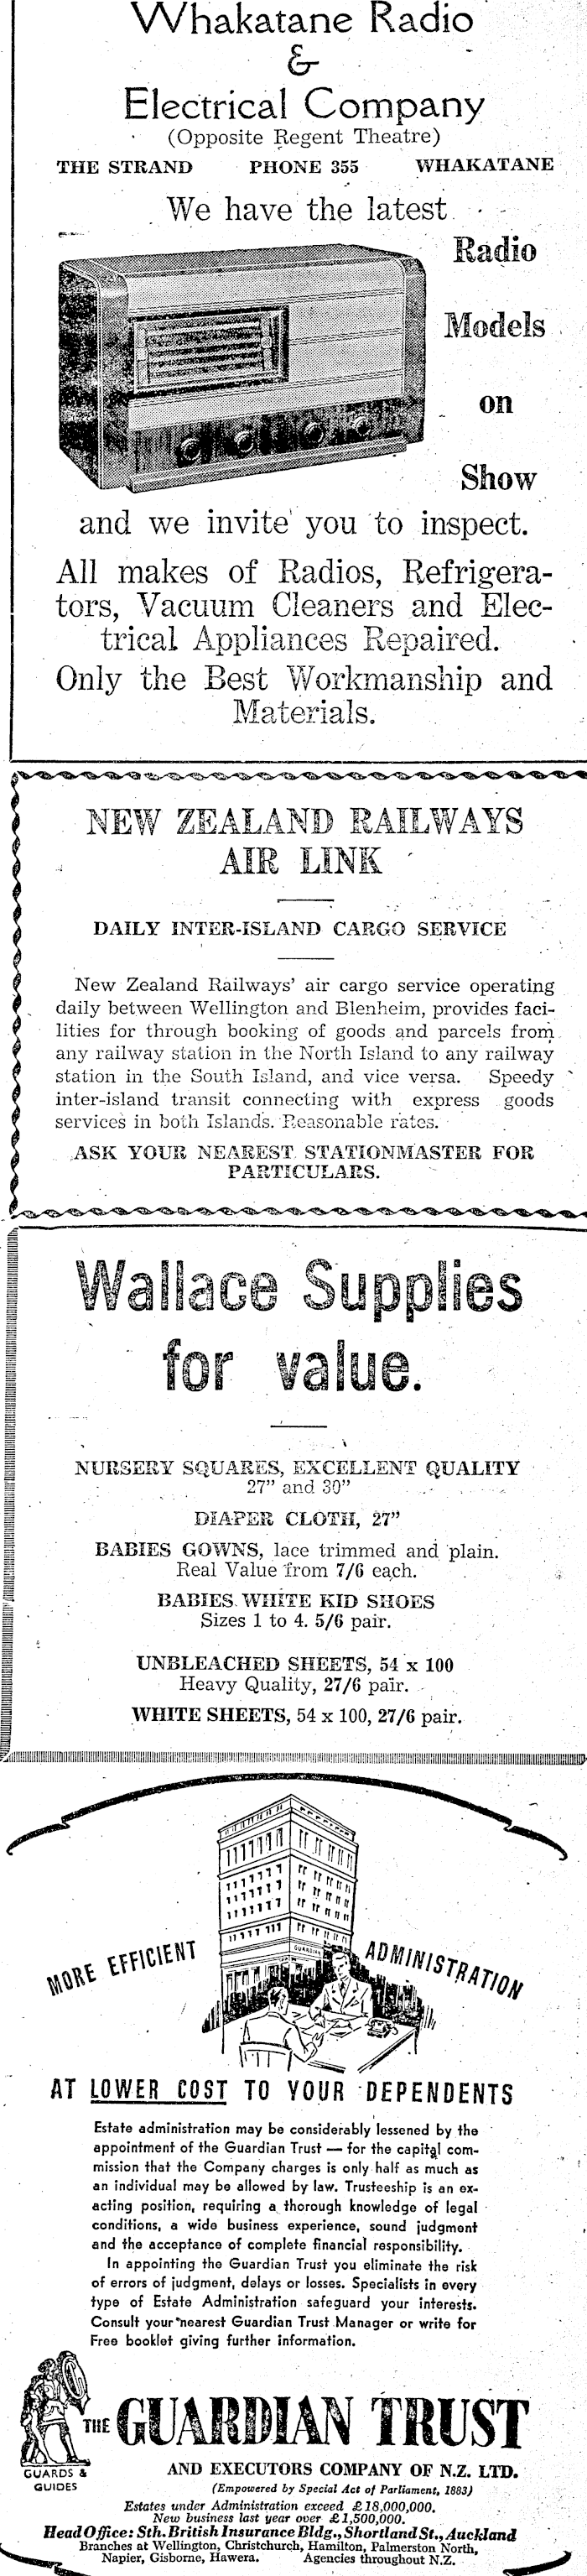 Whakatane Radio
&
Electrical Company
(Opposite Regent Theatre)
THE STRAND PHONE 355 WHAKATANE
We have the latest
Radio
Models
on
Show
and we invite you to inspect.
All makes of Radios, Refrigera-
tors, Vacuum Cleaners and Elec-
trical Appliances Repaired.
Only the Best Workmanship and
Materials.
NEW ZEALAND RAILWAYS
AIR LINK
DAILY INTER-ISLAND CARGO SERVICE
New Zealand Railways' air cargo service operating
daily between Wellington and Blenheim, provides faci-
lities for through booking of goods and parcels from
any railway station in the North Island to any railway
station in the South Island, and vice versa. Speedy
inter-island transit connecting with express goods
services in both Islands. Reasonable rates.
ASK YOUR NEAREST STATIONMASTER FOR
PARTICULARS.
Wallace Supplies
for value.
NURSERY SQUARES, EXCELLENT QUALITY
27” and 30”
DIAPER CLOTH, 27”
BABIES GOWNS, lace trimmed and plain.
Real Value from 7/6 each.
BABIES WHITE KID SHOES
Sizes 1 to 4. 5/6 pair.
UNBLEACHED SHEETS, 54 x 100
Heavy Quality, 27/6 pair.
WHITE SHEETS, 54 x 100, 27/6 pair.
GUARDIAN
MORE EFFICIENT ADMINISTRATION
AT LOWER COST TO YOUR DEPENDENTS
Estate administration may be considerably lessened by the
appointment of the Guardian Trust — for the capital com-
mission that the Company charges is only half as much as
an individual may be allowed by law. Trusteeship is an ex-
acting position, requiring a thorough knowledge of legal
conditions, a wide business experience, sound judgment
and the acceptance of complete financial responsibility.
In appointing the Guardian Trust you eliminate the risk
of errors of judgment, delays or losses. Specialists in every
type of Estate Administration safeguard your interests.
Consult your nearest Guardian Trust Manager or write for
Free booklet giving further information.
GUARDS &
GUIDES
THE GUARDIAN TRUST
AND EXECUTORS COMPANY OF N.Z. LTD.
(Empowered by Special Act of Parliament, 1883)
Estates under Administration exceed £18,000,000.
New business last year over £1,500,000.
Head Office: Sth. British Insurance Bldg., Shortland St., Auckland
Branches at Wellington, Christchurch, Hamilton, Palmerston North,
Napier, Gisborne, Hawera. Agencies throughout N.Z.